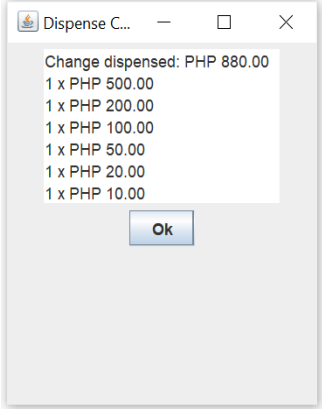 Dispense C...
Change dispensed: PHP 880.00
1 x PHP 500.00
1 x PHP 200.00
1 x PHP 100.00
1 x PHP 50.00
1 x PHP 20.00
1 x PHP 10.00
Ok